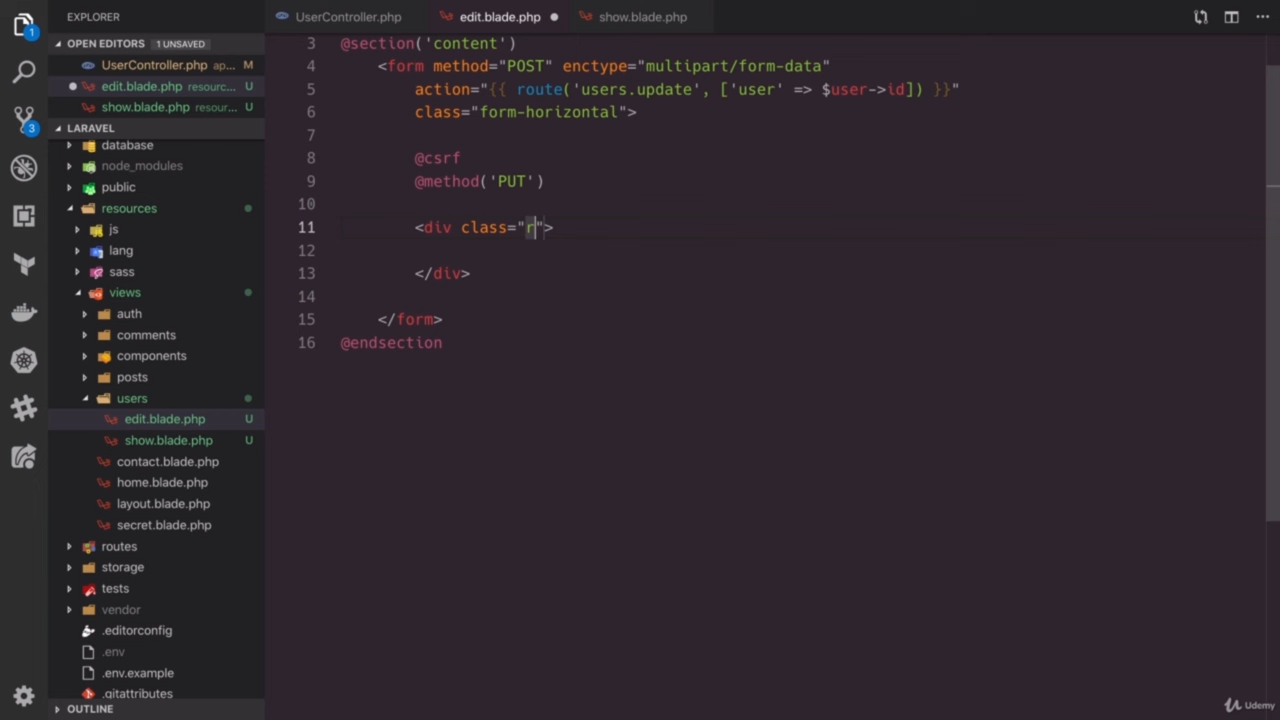 EXPLORER
UserController.php
edit.blade.php
show.blade.php
OPEN EDITORS 1 UNSAVED
UserController.php ap... M
edit.blade.php resourc... U
show.blade.php resour... U
LARAVEL
database
node_modules
public
resources
js
lang
sass
views
auth
comments
components
posts
users
edit.blade.php U
show.blade.php U
contact.blade.php
home.blade.php
layout.blade.php
secret.blade.php
routes
storage
tests
vendor
.editorconfig
.env
.env.example
.gitattributes
OUTLINE
1
3
3 @section('content')
4 <form method="POST" enctype="multipart/form-data"
5 action="{{ route('users.update', ['user' => $user->id]) }}"
6 class="form-horizontal">
7
8 @csrf
9 @method('PUT')
10
11 <div class="r">
12
13 </div>
14
15 </form>
16 @endsection
Udemy